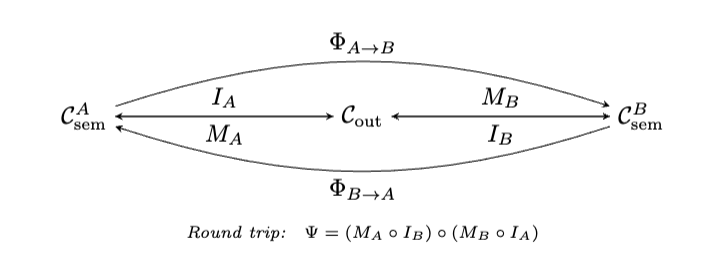 Φ_{A→B}
I_A M_B
𝒞^A_sem 𝒞_out 𝒞^B_sem
M_A I_B
Φ_{B→A}
Round trip: Ψ = (M_A ∘ I_B) ∘ (M_B ∘ I_A)